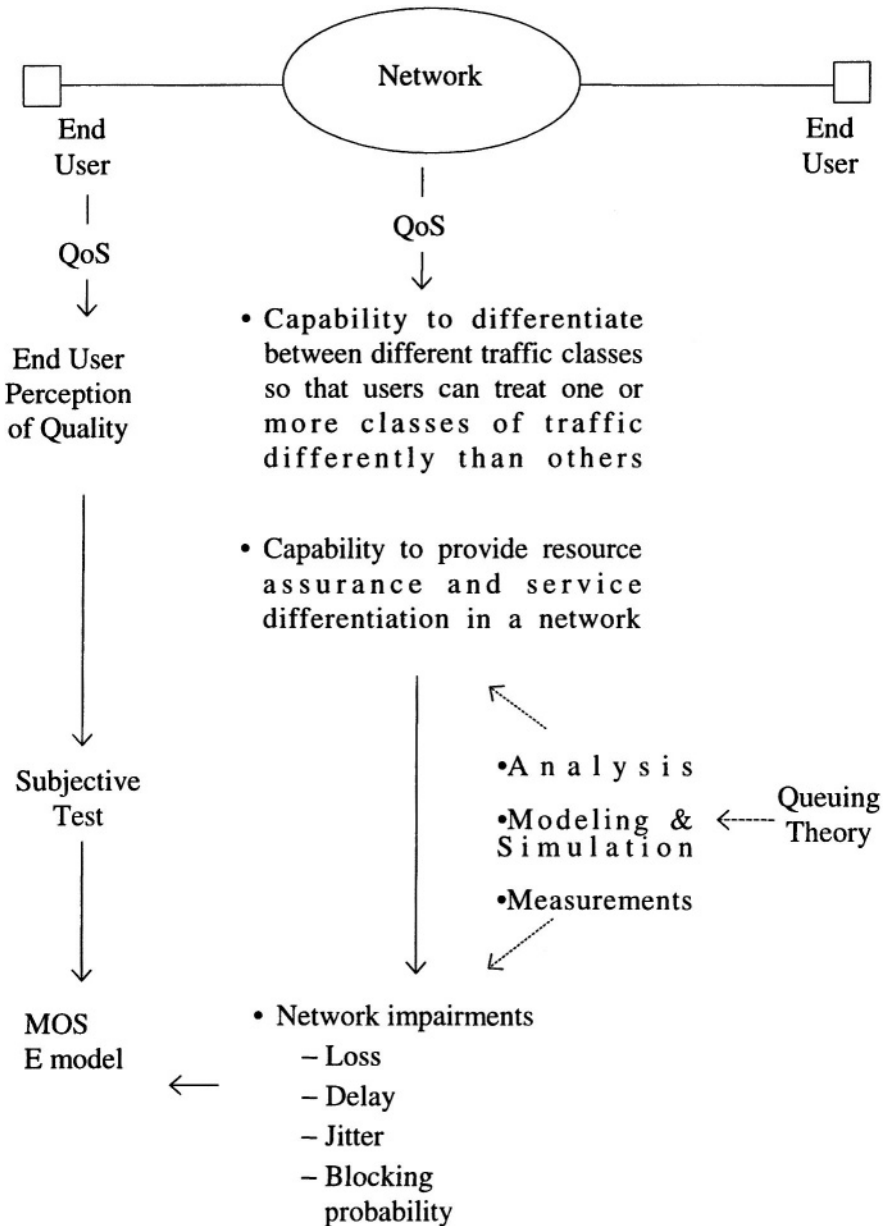 Network
End
User
End
User
QoS
QoS
End User
Perception
of Quality
• Capability to differentiate
between different traffic classes
so that users can treat one or
more classes of traffic
differently than others
• Capability to provide resource
assurance and service
differentiation in a network
Subjective
Test
•Analysis
•Modeling &
Simulation
•Measurements
Queuing
Theory
MOS
E model
• Network impairments
– Loss
– Delay
– Jitter
– Blocking
probability